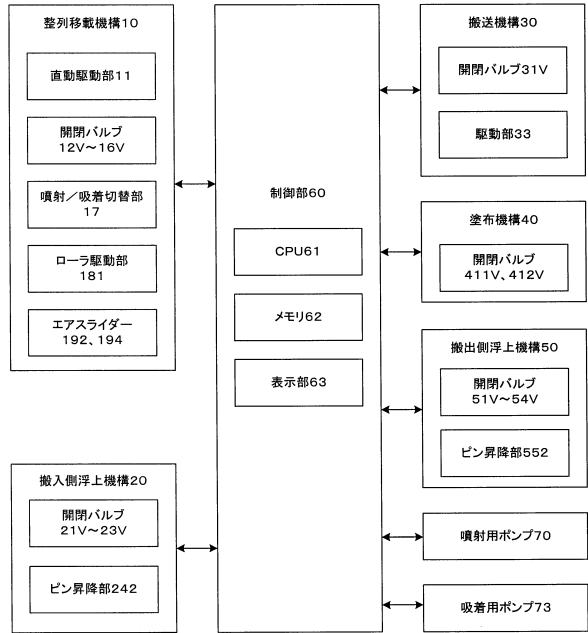 整列移載機構10
直動駆動部11
開閉バルブ
12V～16V
噴射／吸着切替部
17
ローラ駆動部
181
エアスライダー
192、194
搬入側浮上機構20
開閉バルブ
21V～23V
ピン昇降部242
制御部60
CPU61
メモリ62
表示部63
搬送機構30
開閉バルブ31V
駆動部33
塗布機構40
開閉バルブ
411V、412V
搬出側浮上機構50
開閉バルブ
51V～54V
ピン昇降部552
噴射用ポンプ70
吸着用ポンプ73